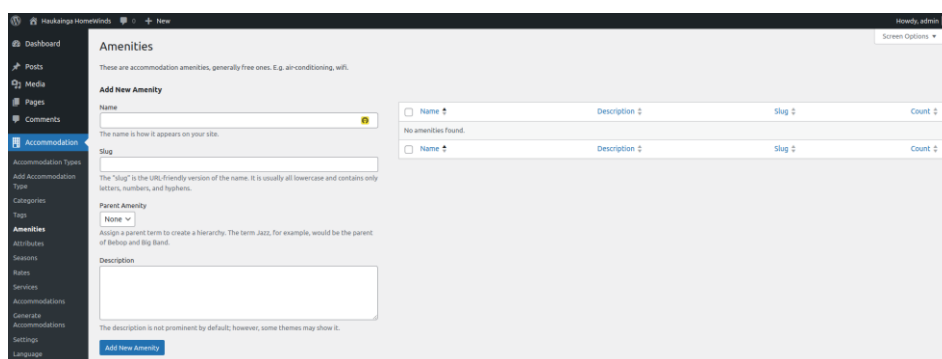 Haukainga HomeWinds 0 + New Howdy, admin
Screen Options ▼
Dashboard
Posts
Media
Pages
Comments
Accommodation
Accommodation Types
Add Accommodation
Type
Categories
Tags
Amenities
Attributes
Seasons
Rates
Services
Accommodations
Generate
Accommodations
Settings
Language
Amenities
These are accommodation amenities, generally free ones. E.g. air-conditioning, wifi.
Add New Amenity
Name
The name is how it appears on your site.
Slug
The "slug" is the URL-friendly version of the name. It is usually all lowercase and contains only
letters, numbers, and hyphens.
Parent Amenity
None
Assign a parent term to create a hierarchy. The term Jazz, for example, would be the parent
of Bebop and Big Band.
Description
The description is not prominent by default; however, some themes may show it.
Add New Amenity
Name Description Slug Count
No amenities found.
Name Description Slug Count